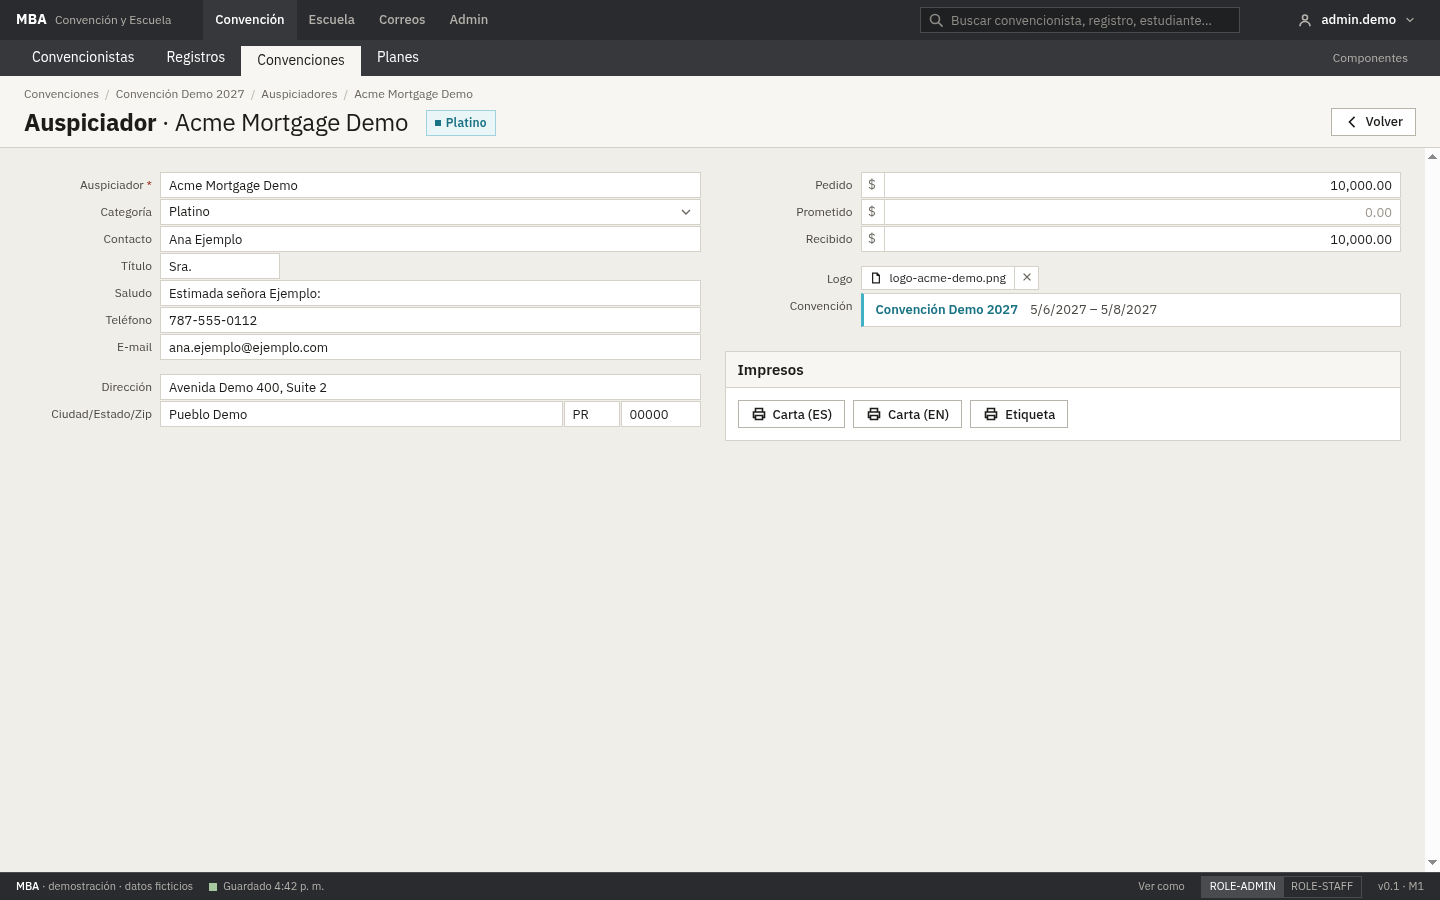 MBA Convención y Escuela Convención Escuela Correos Admin Buscar convencionista, registro, estudiante... admin.demo
Convencionistas Registros Convenciones Planes Componentes
Convenciones / Convención Demo 2027 / Auspiciadores / Acme Mortgage Demo
Auspiciador · Acme Mortgage Demo Platino Volver
Auspiciador * Acme Mortgage Demo
Categoría Platino
Contacto Ana Ejemplo
Título Sra.
Saludo Estimada señora Ejemplo:
Teléfono 787-555-0112
E-mail ana.ejemplo@ejemplo.com
Dirección Avenida Demo 400, Suite 2
Ciudad/Estado/Zip Pueblo Demo PR 00000
Pedido $ 10,000.00
Prometido $ 0.00
Recibido $ 10,000.00
Logo logo-acme-demo.png ×
Convención Convención Demo 2027 5/6/2027 – 5/8/2027
Impresos
Carta (ES) Carta (EN) Etiqueta
MBA · demostración · datos ficticios Guardado 4:42 p. m. Ver como ROLE-ADMIN ROLE-STAFF v0.1 · M1